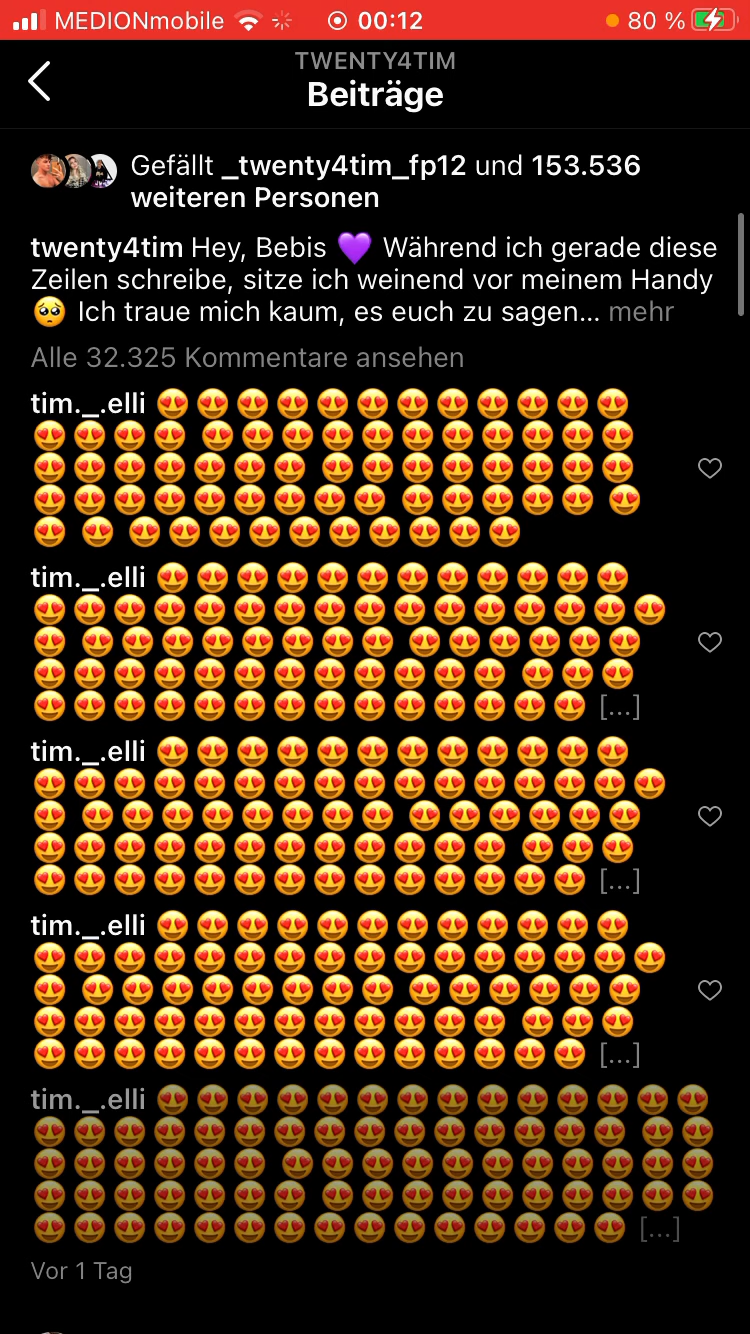 MEDIONmobile 00:12 80 %
TWENTY4TIM
Beiträge
Gefällt _twenty4tim_fp12 und 153.536
weiteren Personen
twenty4tim Hey, Bebis 💜 Während ich gerade diese
Zeilen schreibe, sitze ich weinend vor meinem Handy
🥺 Ich traue mich kaum, es euch zu sagen... mehr
Alle 32.325 Kommentare ansehen
tim._.elli 😍😍😍😍😍😍😍😍😍😍😍😍
😍😍😍😍 😍😍😍😍😍😍😍😍😍😍😍
😍😍😍😍😍😍😍 😍😍😍😍😍😍😍😍
😍😍😍😍😍😍😍😍😍 😍😍😍😍😍 😍
😍 😍 😍😍😍😍😍😍😍😍😍😍
tim._.elli 😍😍😍😍😍😍😍😍😍😍😍😍
😍😍😍😍😍😍😍😍😍😍😍😍😍😍😍 😍
😍 😍😍😍😍😍😍😍😍 😍😍😍😍😍😍
😍😍😍😍😍😍😍😍😍😍😍😍 😍😍😍
😍😍😍😍😍😍😍😍😍😍😍😍😍😍 [...]
tim._.elli 😍😍😍😍😍😍😍😍😍😍😍😍
😍😍😍😍😍😍😍😍😍😍😍😍😍😍😍 😍
😍 😍😍😍😍😍😍😍😍 😍😍😍😍😍😍
😍😍😍😍😍😍😍😍😍😍😍😍 😍😍😍
😍😍😍😍😍😍😍😍😍😍😍😍😍😍 [...]
tim._.elli 😍😍😍😍😍😍😍😍😍😍😍😍
😍😍😍😍😍😍😍😍😍😍😍😍😍😍😍 😍
😍 😍😍😍😍😍😍😍😍 😍😍😍😍😍😍
😍😍😍😍😍😍😍😍😍😍😍😍 😍😍😍
😍😍😍😍😍😍😍😍😍😍😍😍😍😍 [...]
tim._.elli 😍😍😍😍😍😍😍😍😍😍😍😍 😍😍
😍😍😍😍😍😍😍😍😍😍😍😍😍😍😍 😍😍
😍😍😍😍😍😍 😍😍😍😍😍😍😍😍😍😍😍
😍😍😍😍😍😍😍 😍😍😍😍😍😍😍😍😍😍
😍😍😍😍😍😍😍😍😍😍😍😍😍😍😍 [...]
Vor 1 Tag